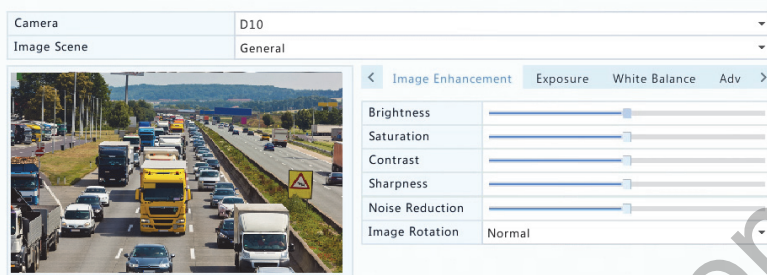 Camera D10
Image Scene General
Image Enhancement Exposure White Balance Adv
Brightness
Saturation
Contrast
Sharpness
Noise Reduction
Image Rotation Normal